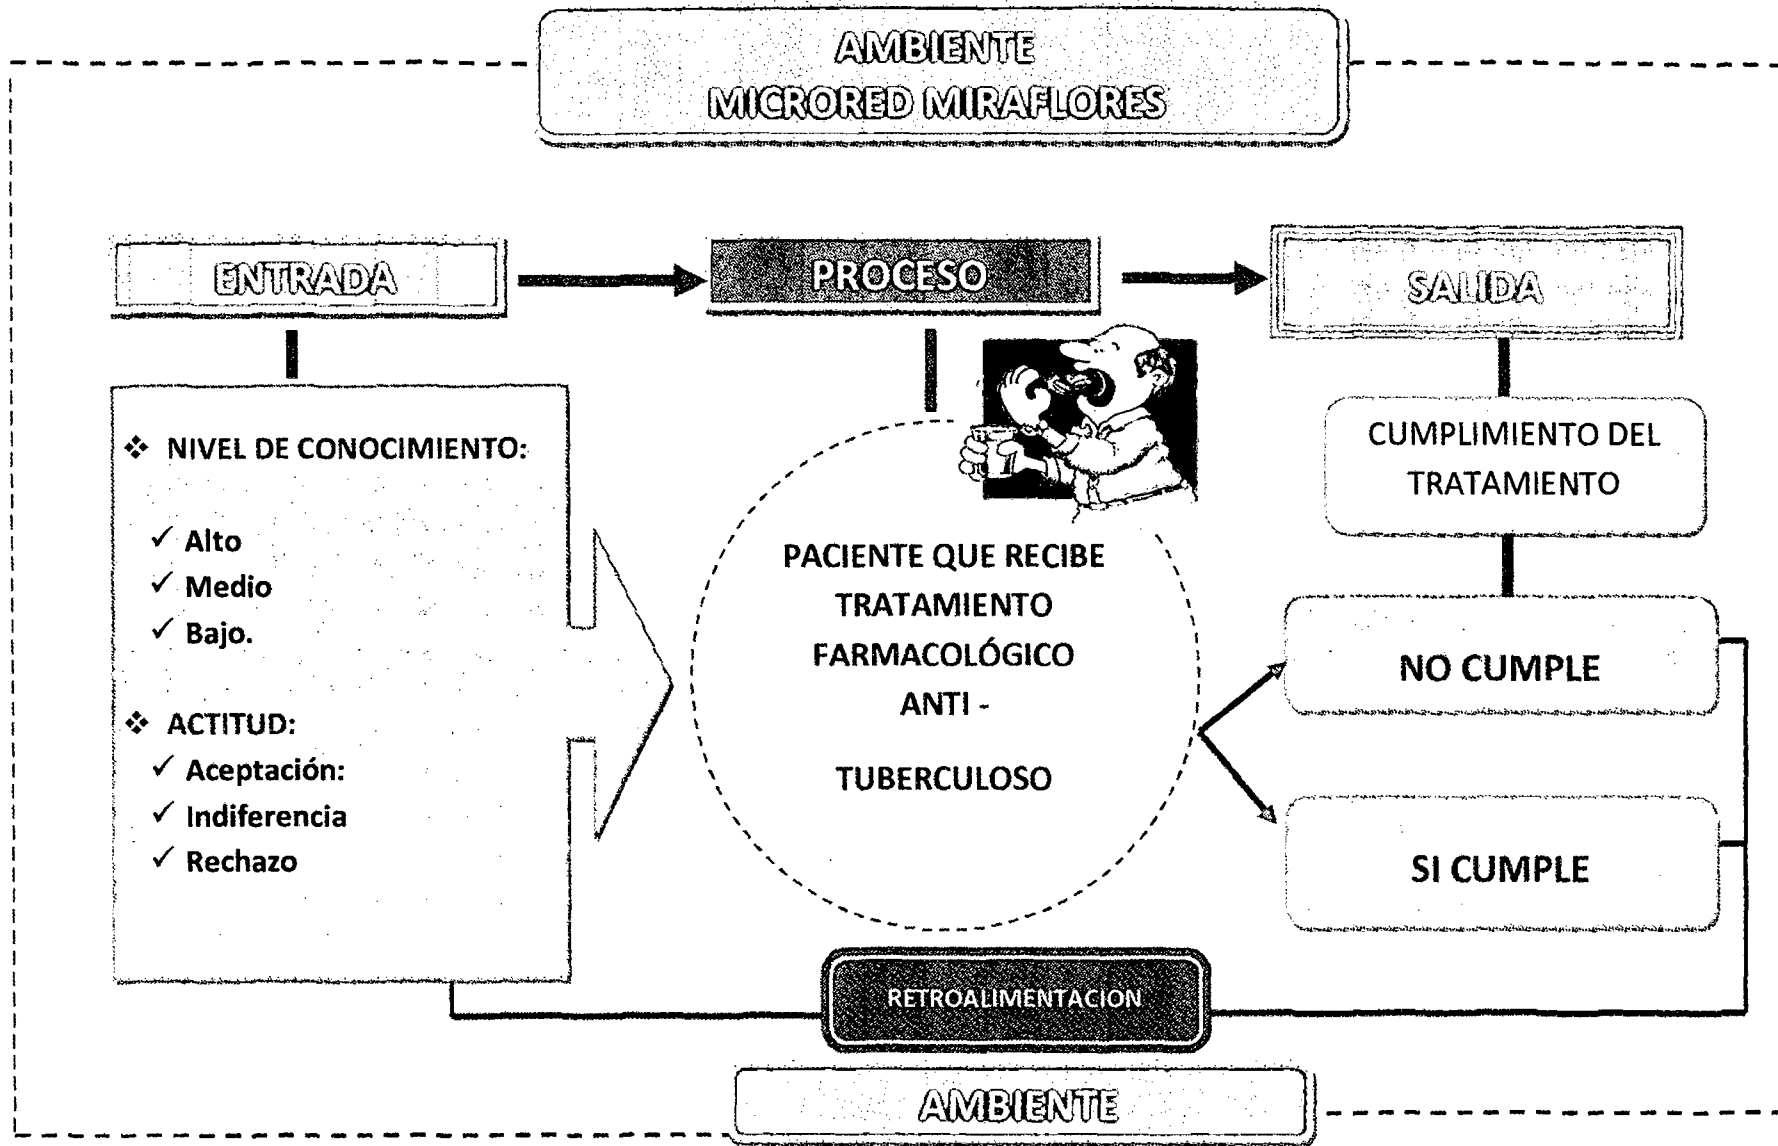 AMBIENTE
MICRORED MIRAFLORES
ENTRADA
PROCESO
SALIDA
❖ NIVEL DE CONOCIMIENTO:
✓ Alto
✓ Medio
✓ Bajo.
❖ ACTITUD:
✓ Aceptación:
✓ Indiferencia
✓ Rechazo
PACIENTE QUE RECIBE
TRATAMIENTO
FARMACOLÓGICO
ANTI -
TUBERCULOSO
CUMPLIMIENTO DEL
TRATAMIENTO
NO CUMPLE
SI CUMPLE
RETROALIMENTACION
AMBIENTE